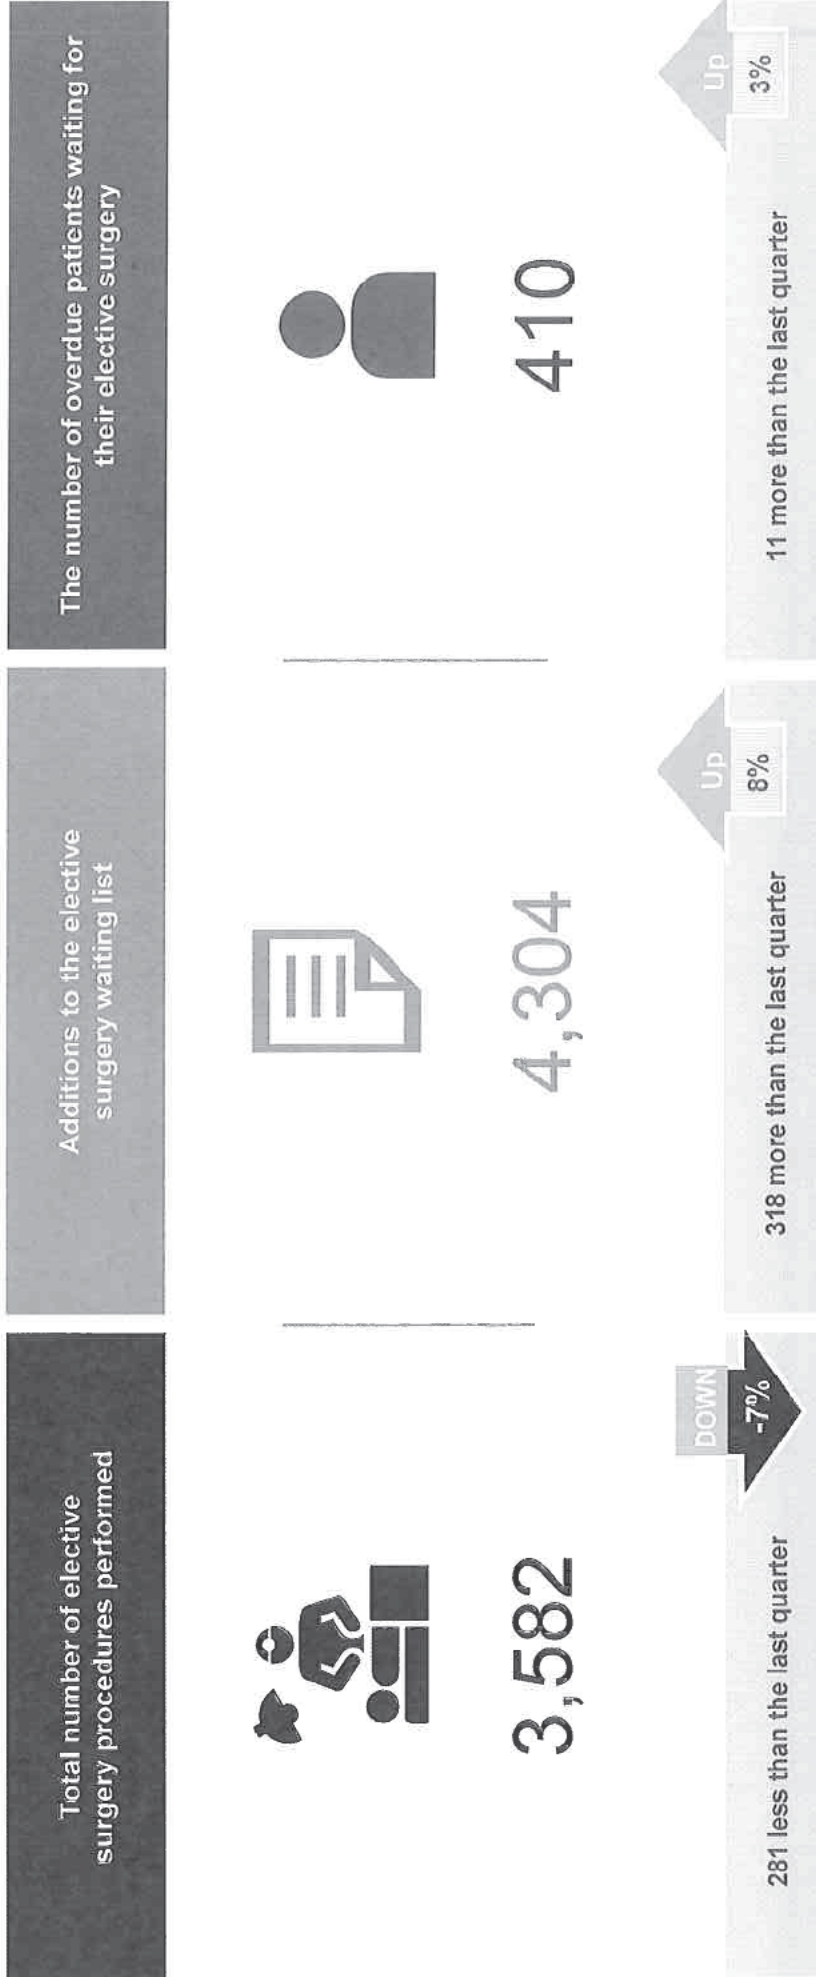 Total number of elective
surgery procedures performed
3,582
DOWN
-7%
281 less than the last quarter
Additions to the elective
surgery waiting list
4,304
Up
8%
318 more than the last quarter
The number of overdue patients waiting for
their elective surgery
410
Up
3%
11 more than the last quarter